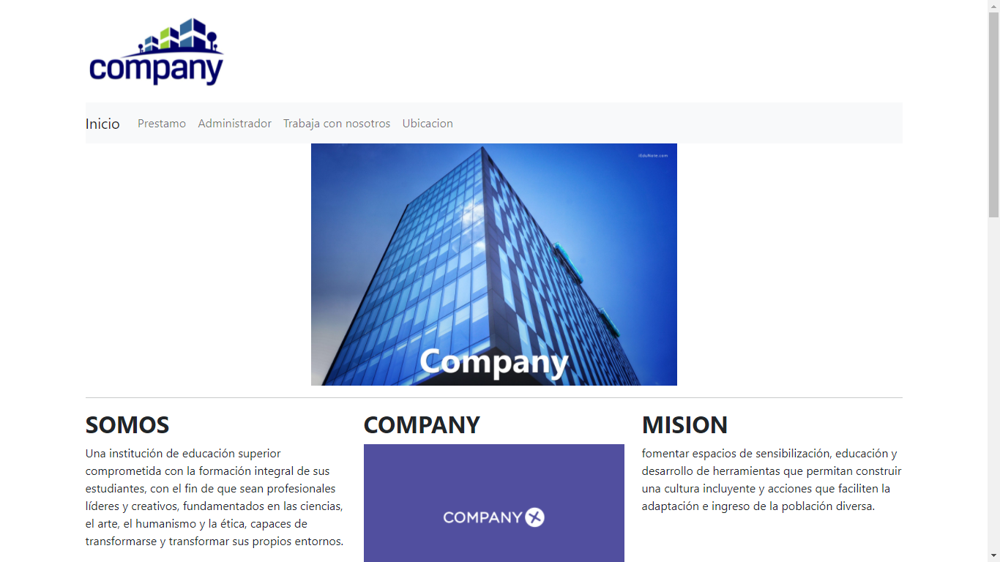 company
Inicio Prestamo Administrador Trabaja con nosotros Ubicacion
iEduNote.com
Company
SOMOS
Una institución de educación superior
comprometida con la formación integral de sus
estudiantes, con el fin de que sean profesionales
líderes y creativos, fundamentados en las ciencias,
el arte, el humanismo y la ética, capaces de
transformarse y transformar sus propios entornos.
COMPANY
COMPANY X
MISION
fomentar espacios de sensibilización, educación y
desarrollo de herramientas que permitan construir
una cultura incluyente y acciones que faciliten la
adaptación e ingreso de la población diversa.